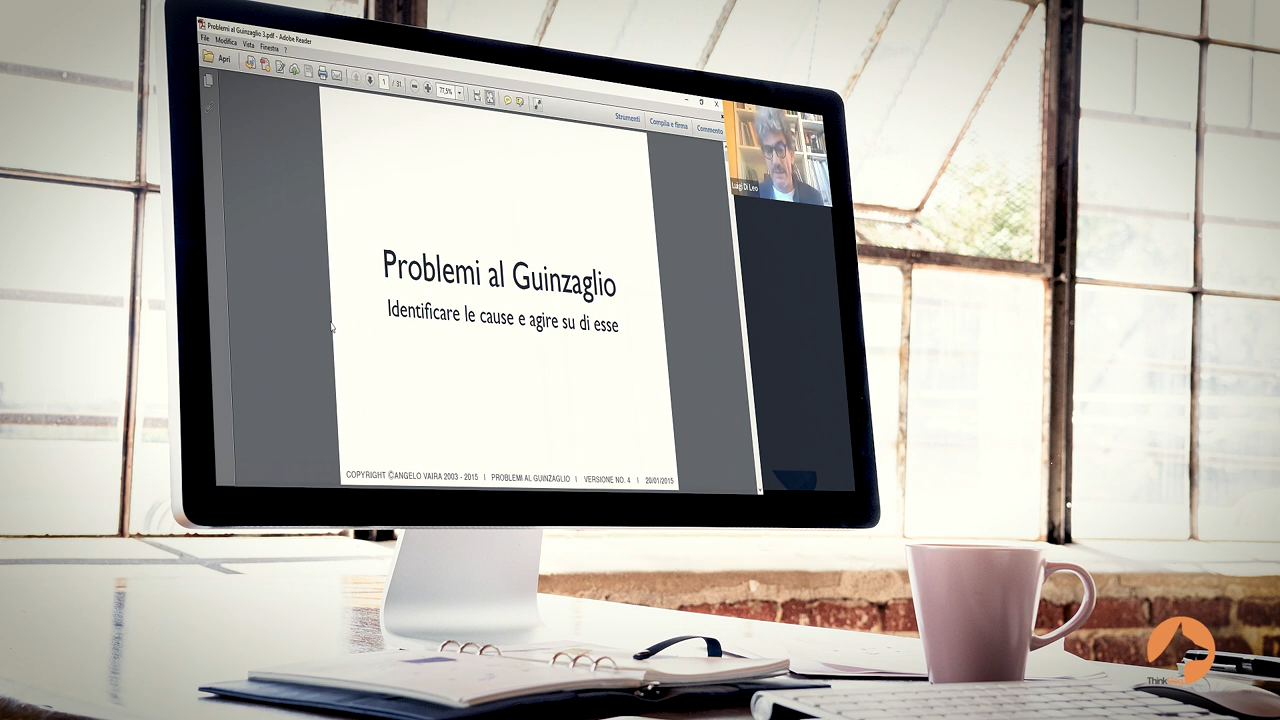 Problemi al Guinzaglio 3.pdf - Adobe Reader
File Modifica Vista Finestra ?
Apri
1 / 31
77,5%
Strumenti
Compila e firma
Commento
Luigi Di Leo
Problemi al Guinzaglio
Identificare le cause e agire su di esse
COPYRIGHT ©ANGELO VAIRA 2003 - 2015 I PROBLEMI AL GUINZAGLIO I VERSIONE NO. 4 I 20/01/2015